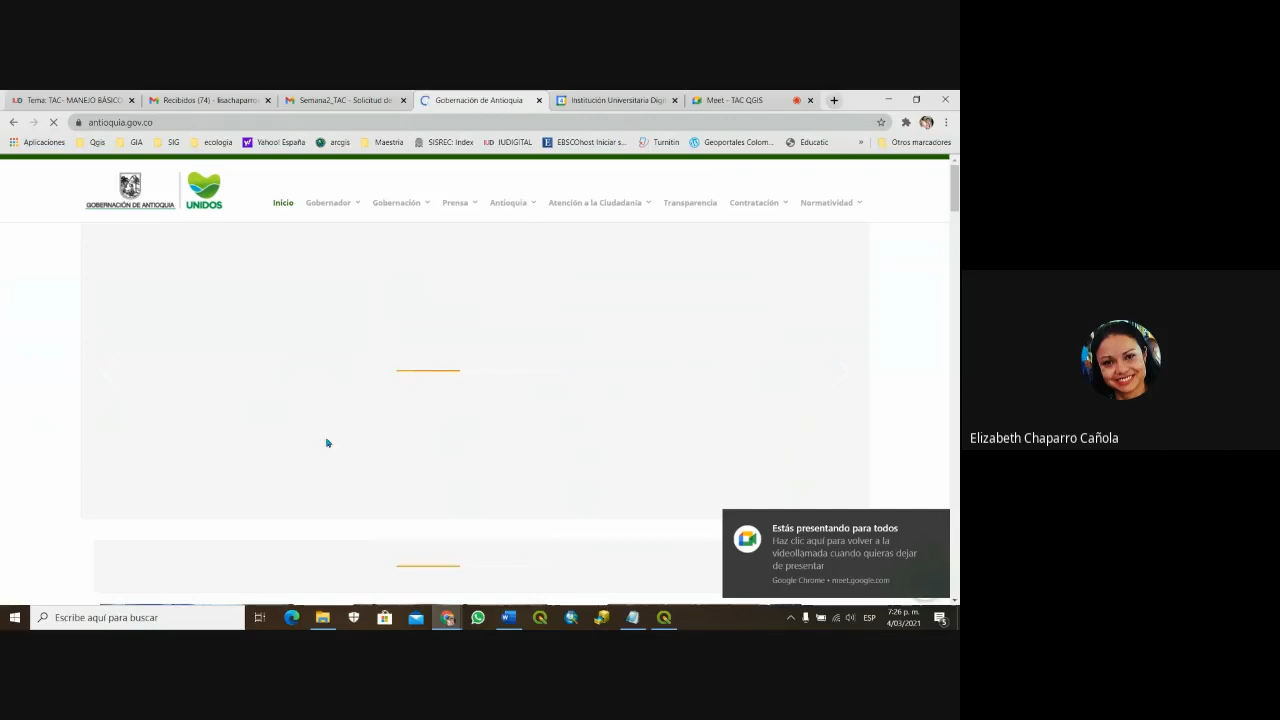 Tema: TAC- MANEJO BÁSICO
Recibidos (74) - lisachaparro
Semana2_TAC - Solicitud de
Gobernación de Antioquia
Institución Universitaria Digit
Meet - TAC QGIS
antioquia.gov.co
Aplicaciones
Qgis
GIA
SIG
ecologia
Yahoo! España
arcgis
Maestria
SISREC: Index
IUDIGITAL
EBSCOhost Iniciar s...
Turnitin
Geoportales Colom...
Educatic
»
Otros marcadores
GOBERNACIÓN DE ANTIOQUIA
UNIDOS
Inicio
Gobernador
Gobernación
Prensa
Antioquia
Atención a la Ciudadanía
Transparencia
Contratación
Normatividad
Elizabeth Chaparro Cañola
Estás presentando para todos
Haz clic aquí para volver a la
videollamada cuando quieras dejar
de presentar
Google Chrome • meet.google.com
Escribe aquí para buscar
ESP
7:26 p. m.
4/03/2021